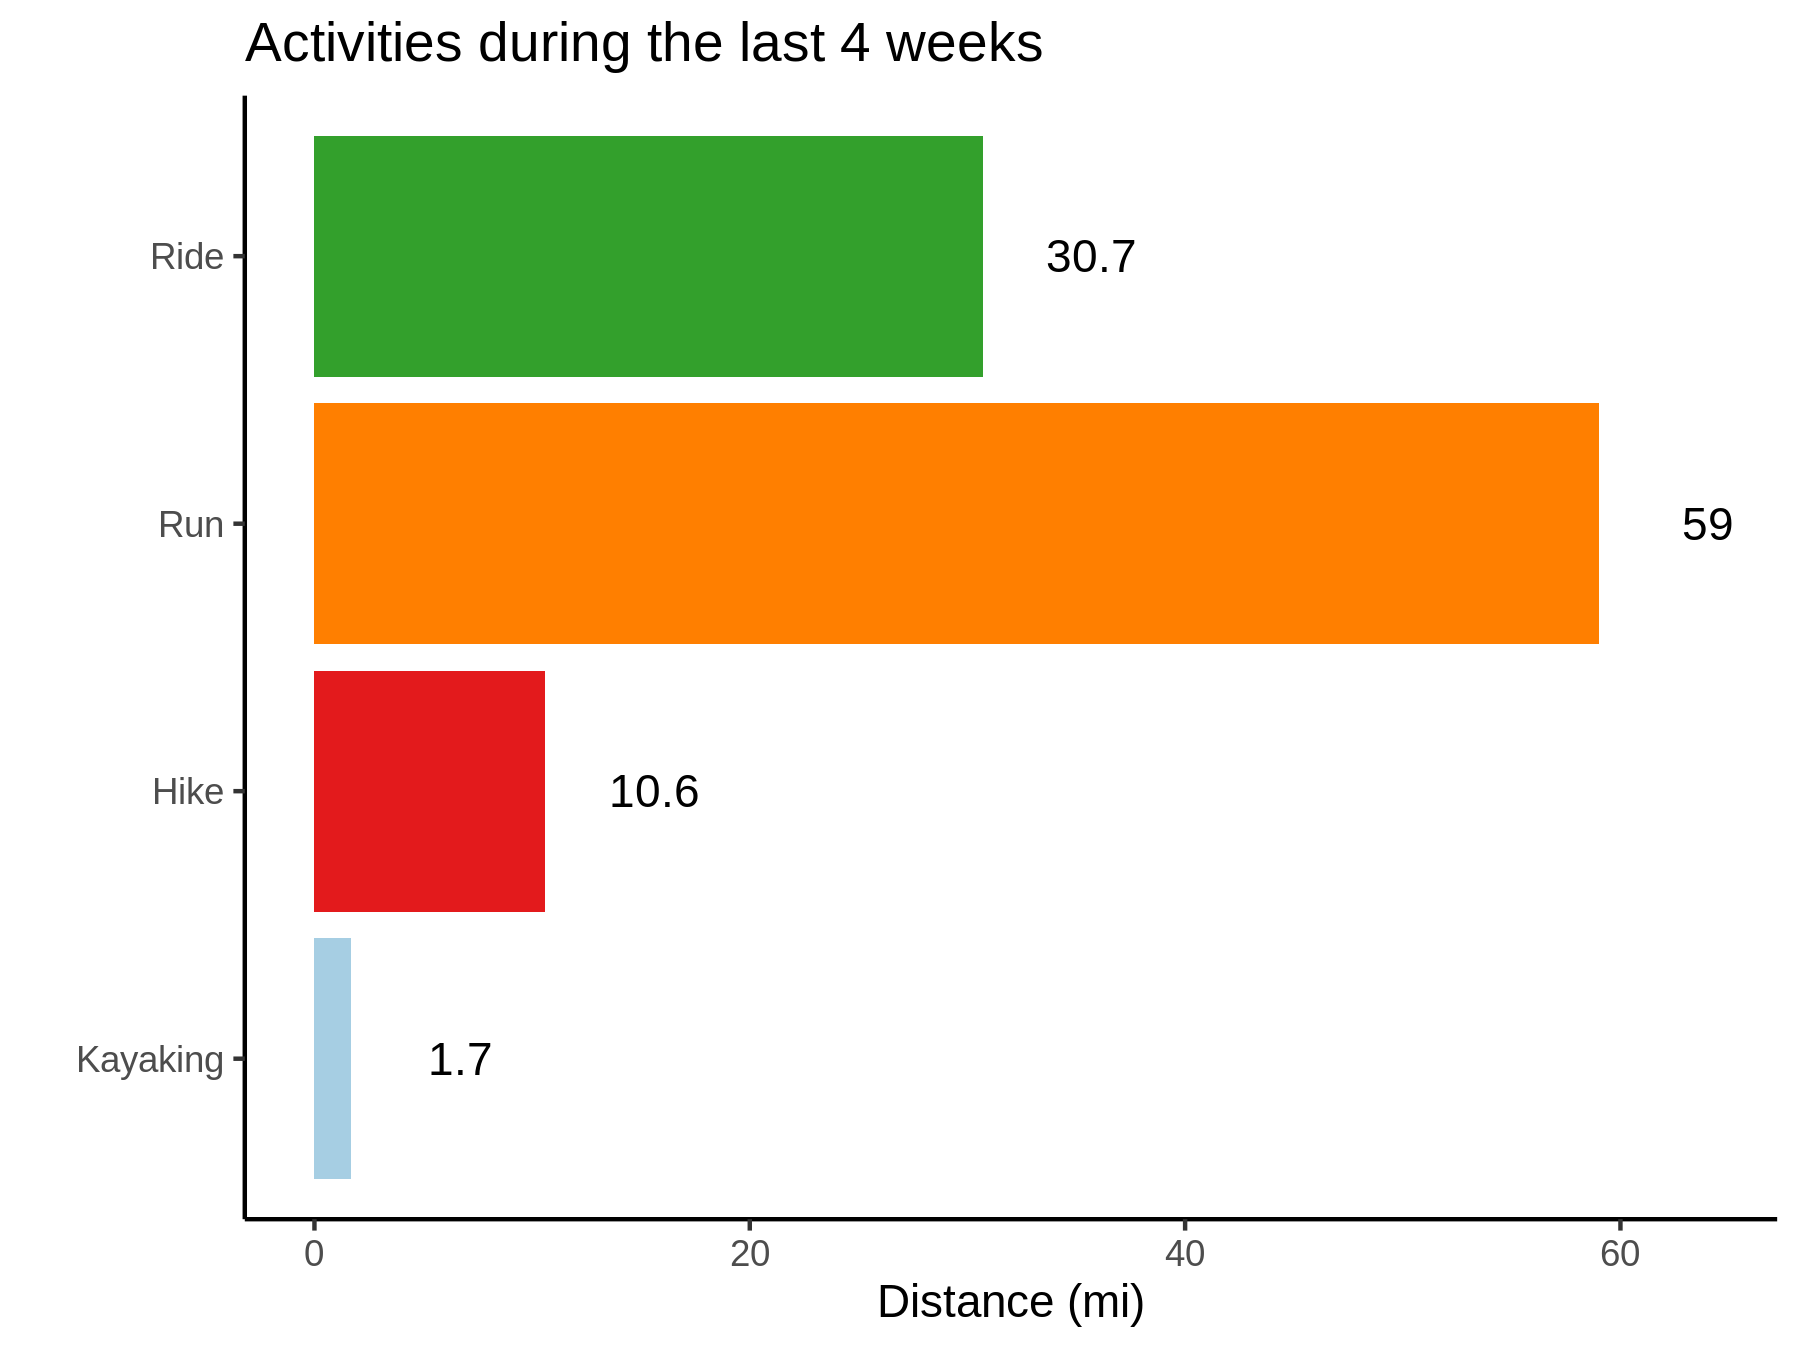 Activities during the last 4 weeks
Ride
30.7
Run
59
Hike
10.6
Kayaking
1.7
0 20 40 60
Distance (mi)